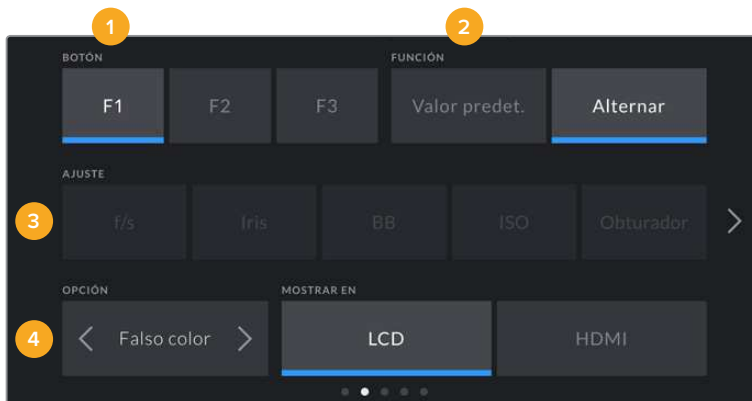 1 2
BOTÓN FUNCIÓN
F1 F2 F3 Valor predet. Alternar
AJUSTE
3 f/s Iris BB ISO Obturador
OPCIÓN MOSTRAR EN
4 Falso color LCD HDMI